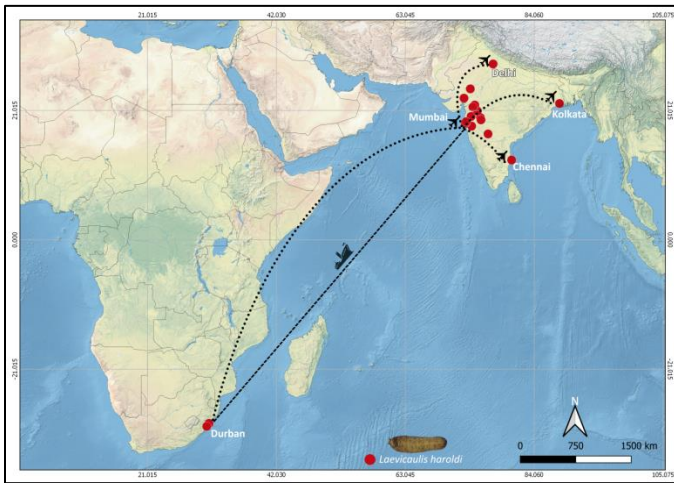 21.015 42.030 63.045 84.060 105.075
Delhi
21.015 21.015
Mumbai
Kolkata
Chennai
0.000 0.000
-21.015 -21.015
Durban
Laevicaulis haroldi
N
0 750 1500 km
21.015 42.030 63.045 84.060 105.075